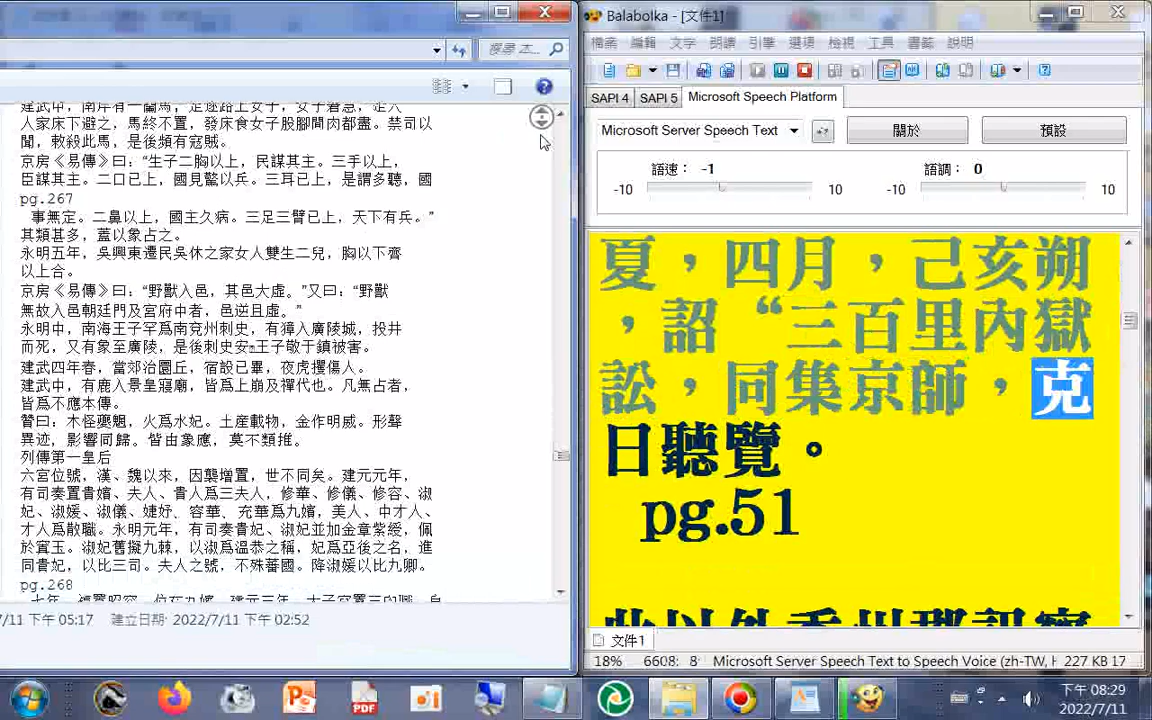 搜尋 本...
建武中，南岸有一蘭馬，走逐路上女子，女子窘急，走入
人家床下避之，馬終不置，發床食女子股腳間肉都盡。禁司以
聞，敕殺此馬，是後頻有寇賊。
京房《易傳》曰：“生子二胸以上，民謀其主。三手以上，
臣謀其主。二口已上，國見驚以兵。三耳已上，是謂多聽，國
pg.267
事無定。二鼻以上，國主久病。三足三臂已上，天下有兵。”
其類甚多，蓋以象占之。
永明五年，吳興東遷民吳休之家女人雙生二兒，胸以下齊
以上合。
京房《易傳》曰：“野獸入邑，其邑大虛。”又曰：“野獸
無故入邑朝廷門及宮府中者，邑逆且虛。”
永明中，南海王子罕爲南兗州刺史，有獐入廣陵城，投井
而死，又有象至廣陵，是後刺史安王子敬于鎮被害。
建武四年春，當郊治圜丘，宿設已畢，夜虎攫傷人。
建武中，有鹿入景皇寢廟，皆爲上崩及禪代也。凡無占者，
皆爲不應本傳。
贊曰：木怪夔魍，火爲水妃。土産載物，金作明威。形聲
異迹，影響同歸。皆由象應，莫不類推。
列傳第一皇后
六宮位號，漢、魏以來，因襲增置，世不同矣。建元元年，
有司奏置貴嬪、夫人、貴人爲三夫人，修華、修儀、修容、淑
妃、淑媛、淑儀、婕妤、容華、充華爲九嬪，美人、中才人、
才人爲散職。永明元年，有司奏貴妃、淑妃並加金章紫綬，佩
於寘玉。淑妃舊擬九棘，以淑爲溫恭之稱，妃爲亞後之名，進
同貴妃，以比三司。夫人之號，不殊蕃國。降淑媛以比九卿。
pg.268
/11 下午 05:17 建立日期: 2022/7/11 下午 02:52
Balabolka - [文件1]
檔案 編輯 文字 朗讀 引擎 選項 檢視 工具 書籤 說明
SAPI 4 SAPI 5 Microsoft Speech Platform
Microsoft Server Speech Text 關於 預設
語速： -1 語調： 0
-10 10 -10 10
夏，四月，己亥朔
，詔“三百里內獄
訟，同集京師，克
日聽覽。
pg.51
此以外委州郡訊察
文件1
18% 6608: 8 Microsoft Server Speech Text to Speech Voice (zh-TW, H 227 KB 17
下午 08:29
2022/7/11